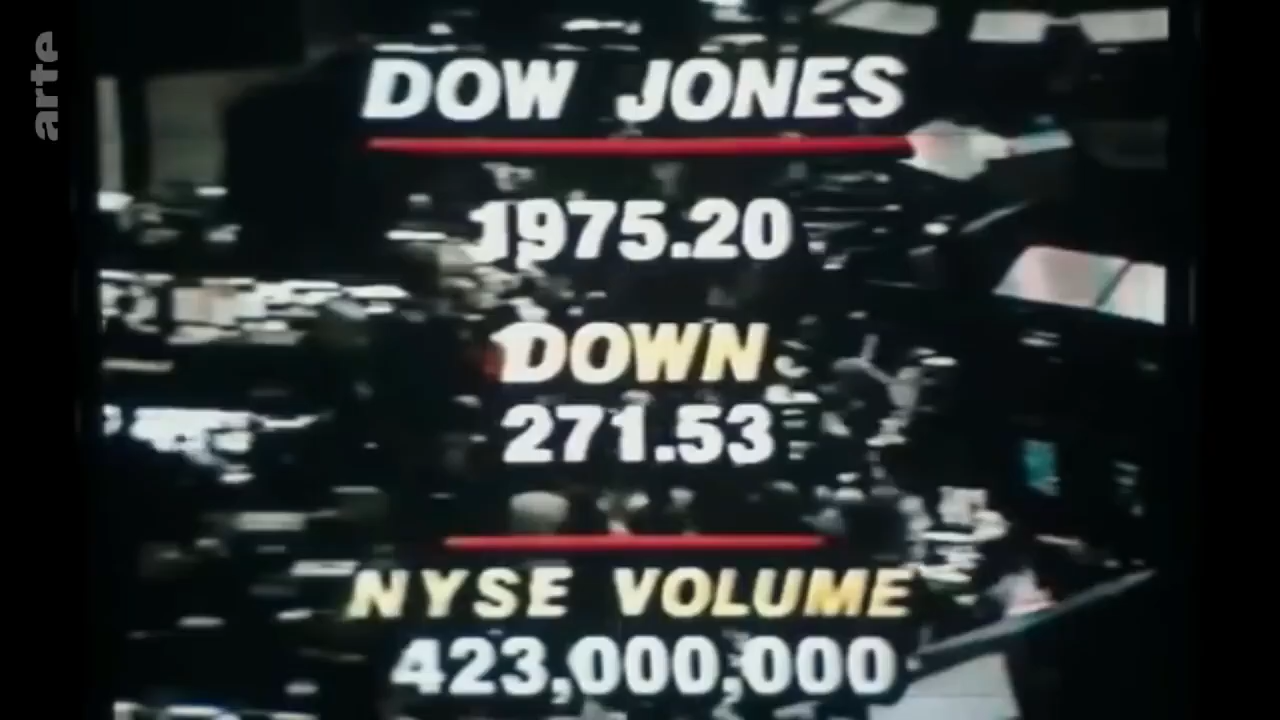 arte
DOW JONES
1975.20
DOWN
271.53
NYSE VOLUME
423,000,000